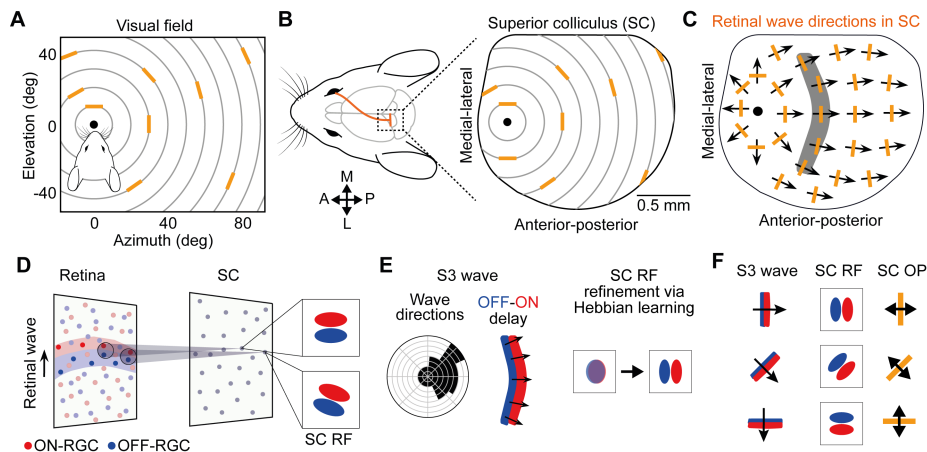 A
Visual field
Elevation (deg)
40
0
-40
0
40
80
Azimuth (deg)
B
Superior colliculus (SC)
Medial-lateral
M
A
P
L
0.5 mm
Anterior-posterior
C
Retinal wave directions in SC
Medial-lateral
Anterior-posterior
D
Retina
SC
Retinal wave
SC RF
ON-RGC
OFF-RGC
E
S3 wave
Wave
directions
OFF-ON
delay
SC RF
refinement via
Hebbian learning
F
S3 wave
SC RF
SC OP